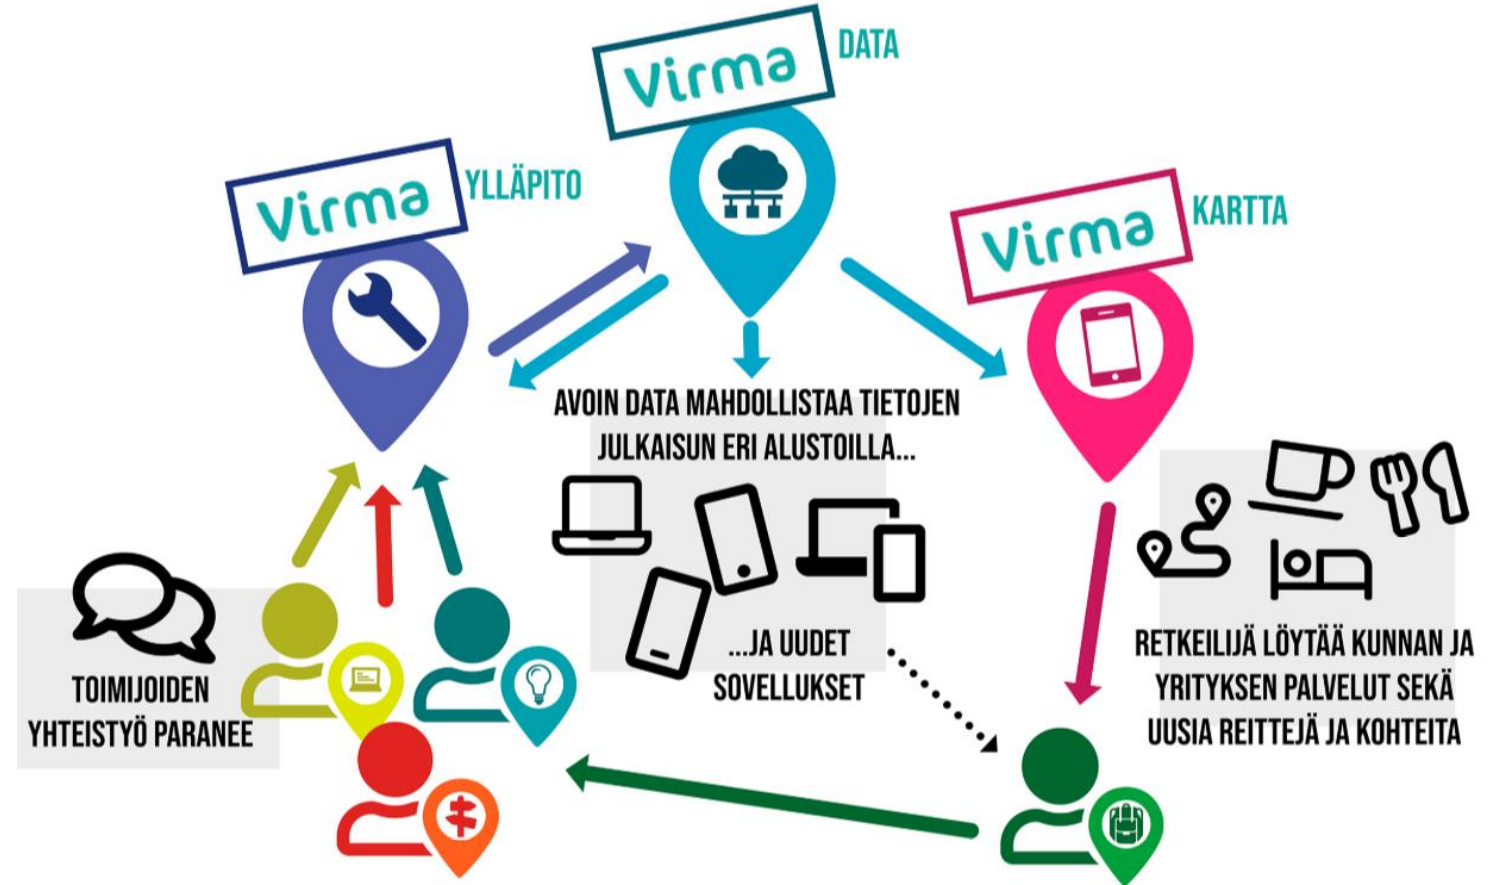 Virma DATA
Virma YLLÄPITO
Virma KARTTA
AVOIN DATA MAHDOLLISTAA TIETOJEN
JULKAISUN ERI ALUSTOILLA...
...JA UUDET
SOVELLUKSET
TOIMIJOIDEN
YHTEISTYÖ PARANEE
RETKEILIJÄ LÖYTÄÄ KUNNAN JA
YRITYKSEN PALVELUT SEKÄ
UUSIA REITTEJÄ JA KOHTEITA